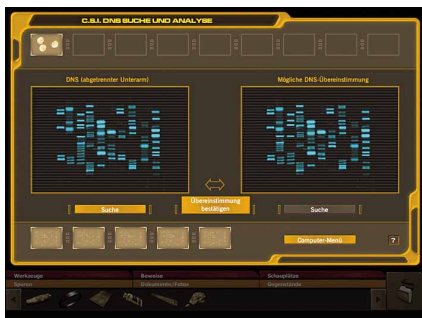 C.S.I. DNS SUCHE UND ANALYSE
DNS (abgetrennter Unterarm)
Mögliche DNS-Übereinstimmung
Suche
Übereinstimmung
bestätigen
Suche
Computer-Menü
?
Werkzeuge
Beweise
Schauplätze
Spuren
Dokumente/Fotos
Gegenstände